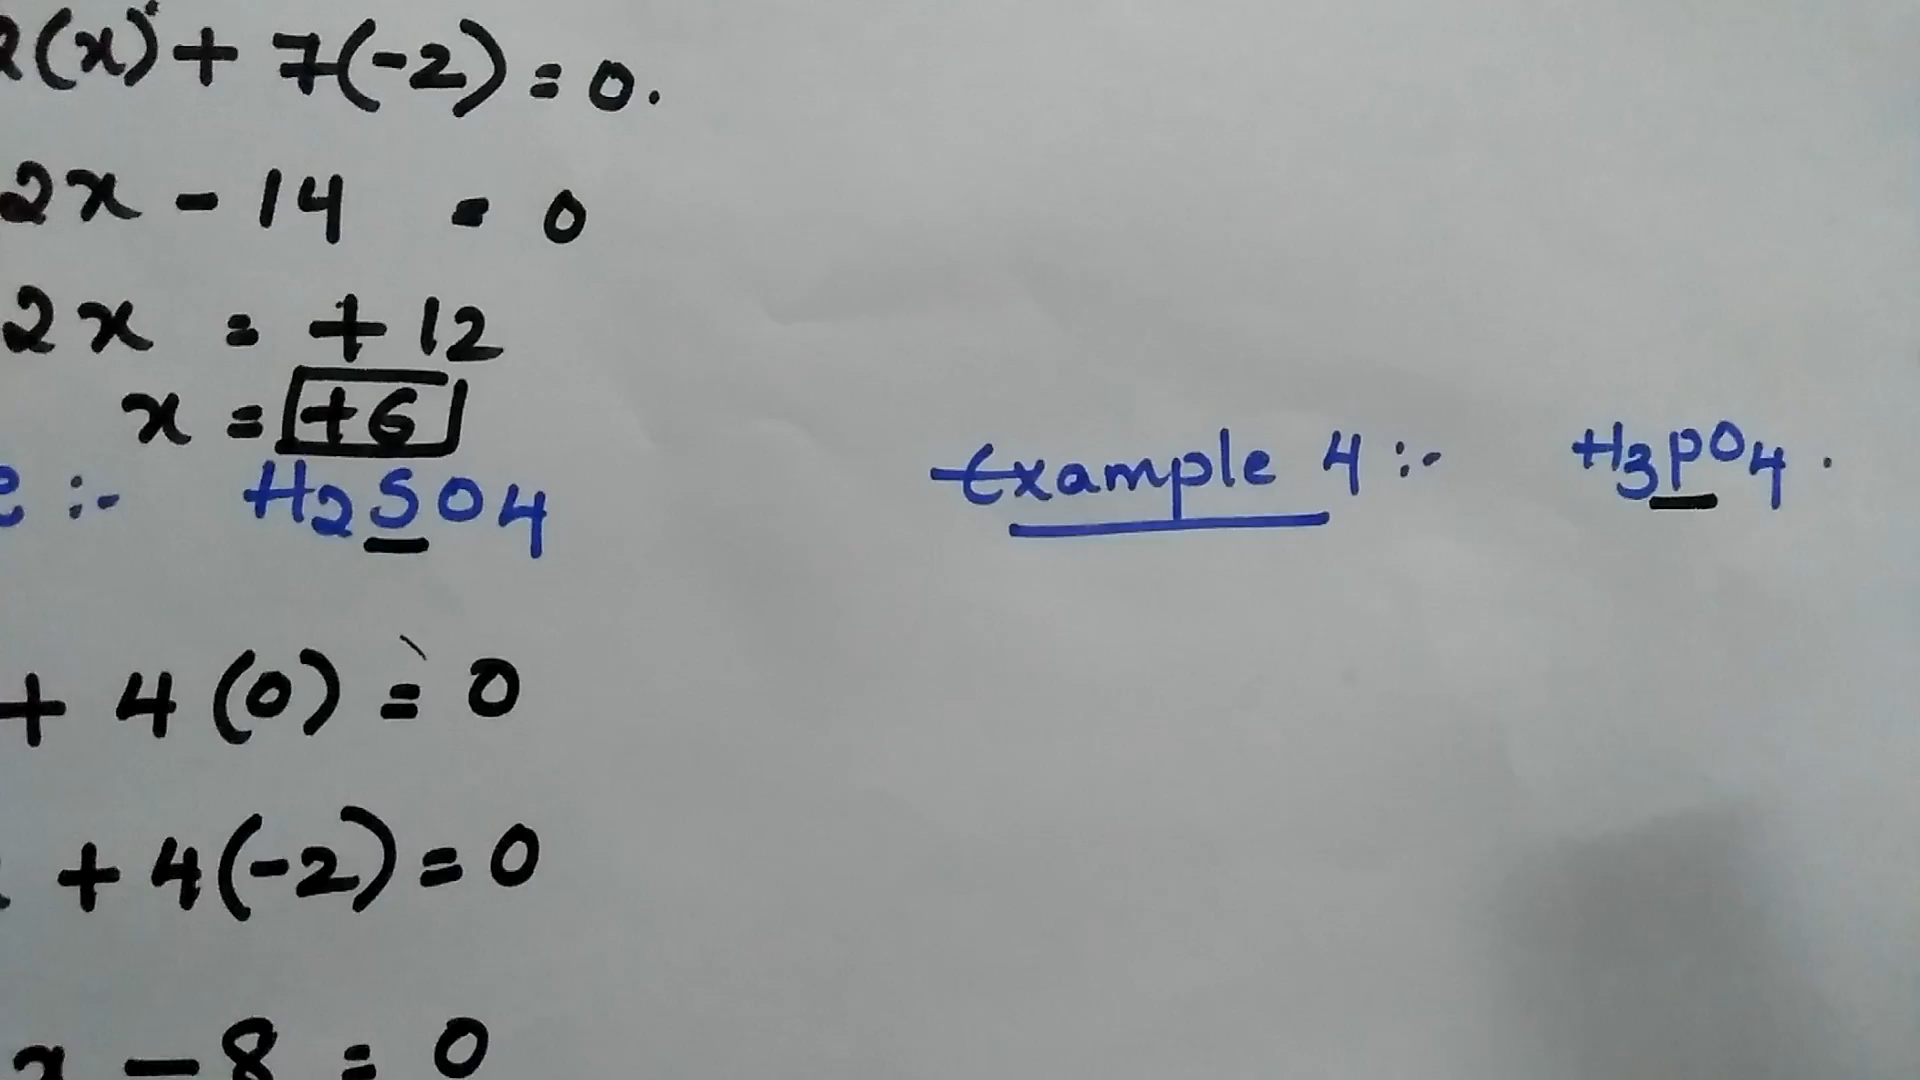 2(x) + 7(-2) = 0.
2x - 14 = 0
2x = + 12
x = +6
e :- H2SO4
+ 4 (0) = 0
+ 4(-2) = 0
x - 8 = 0
Example 4 :- H3PO4.